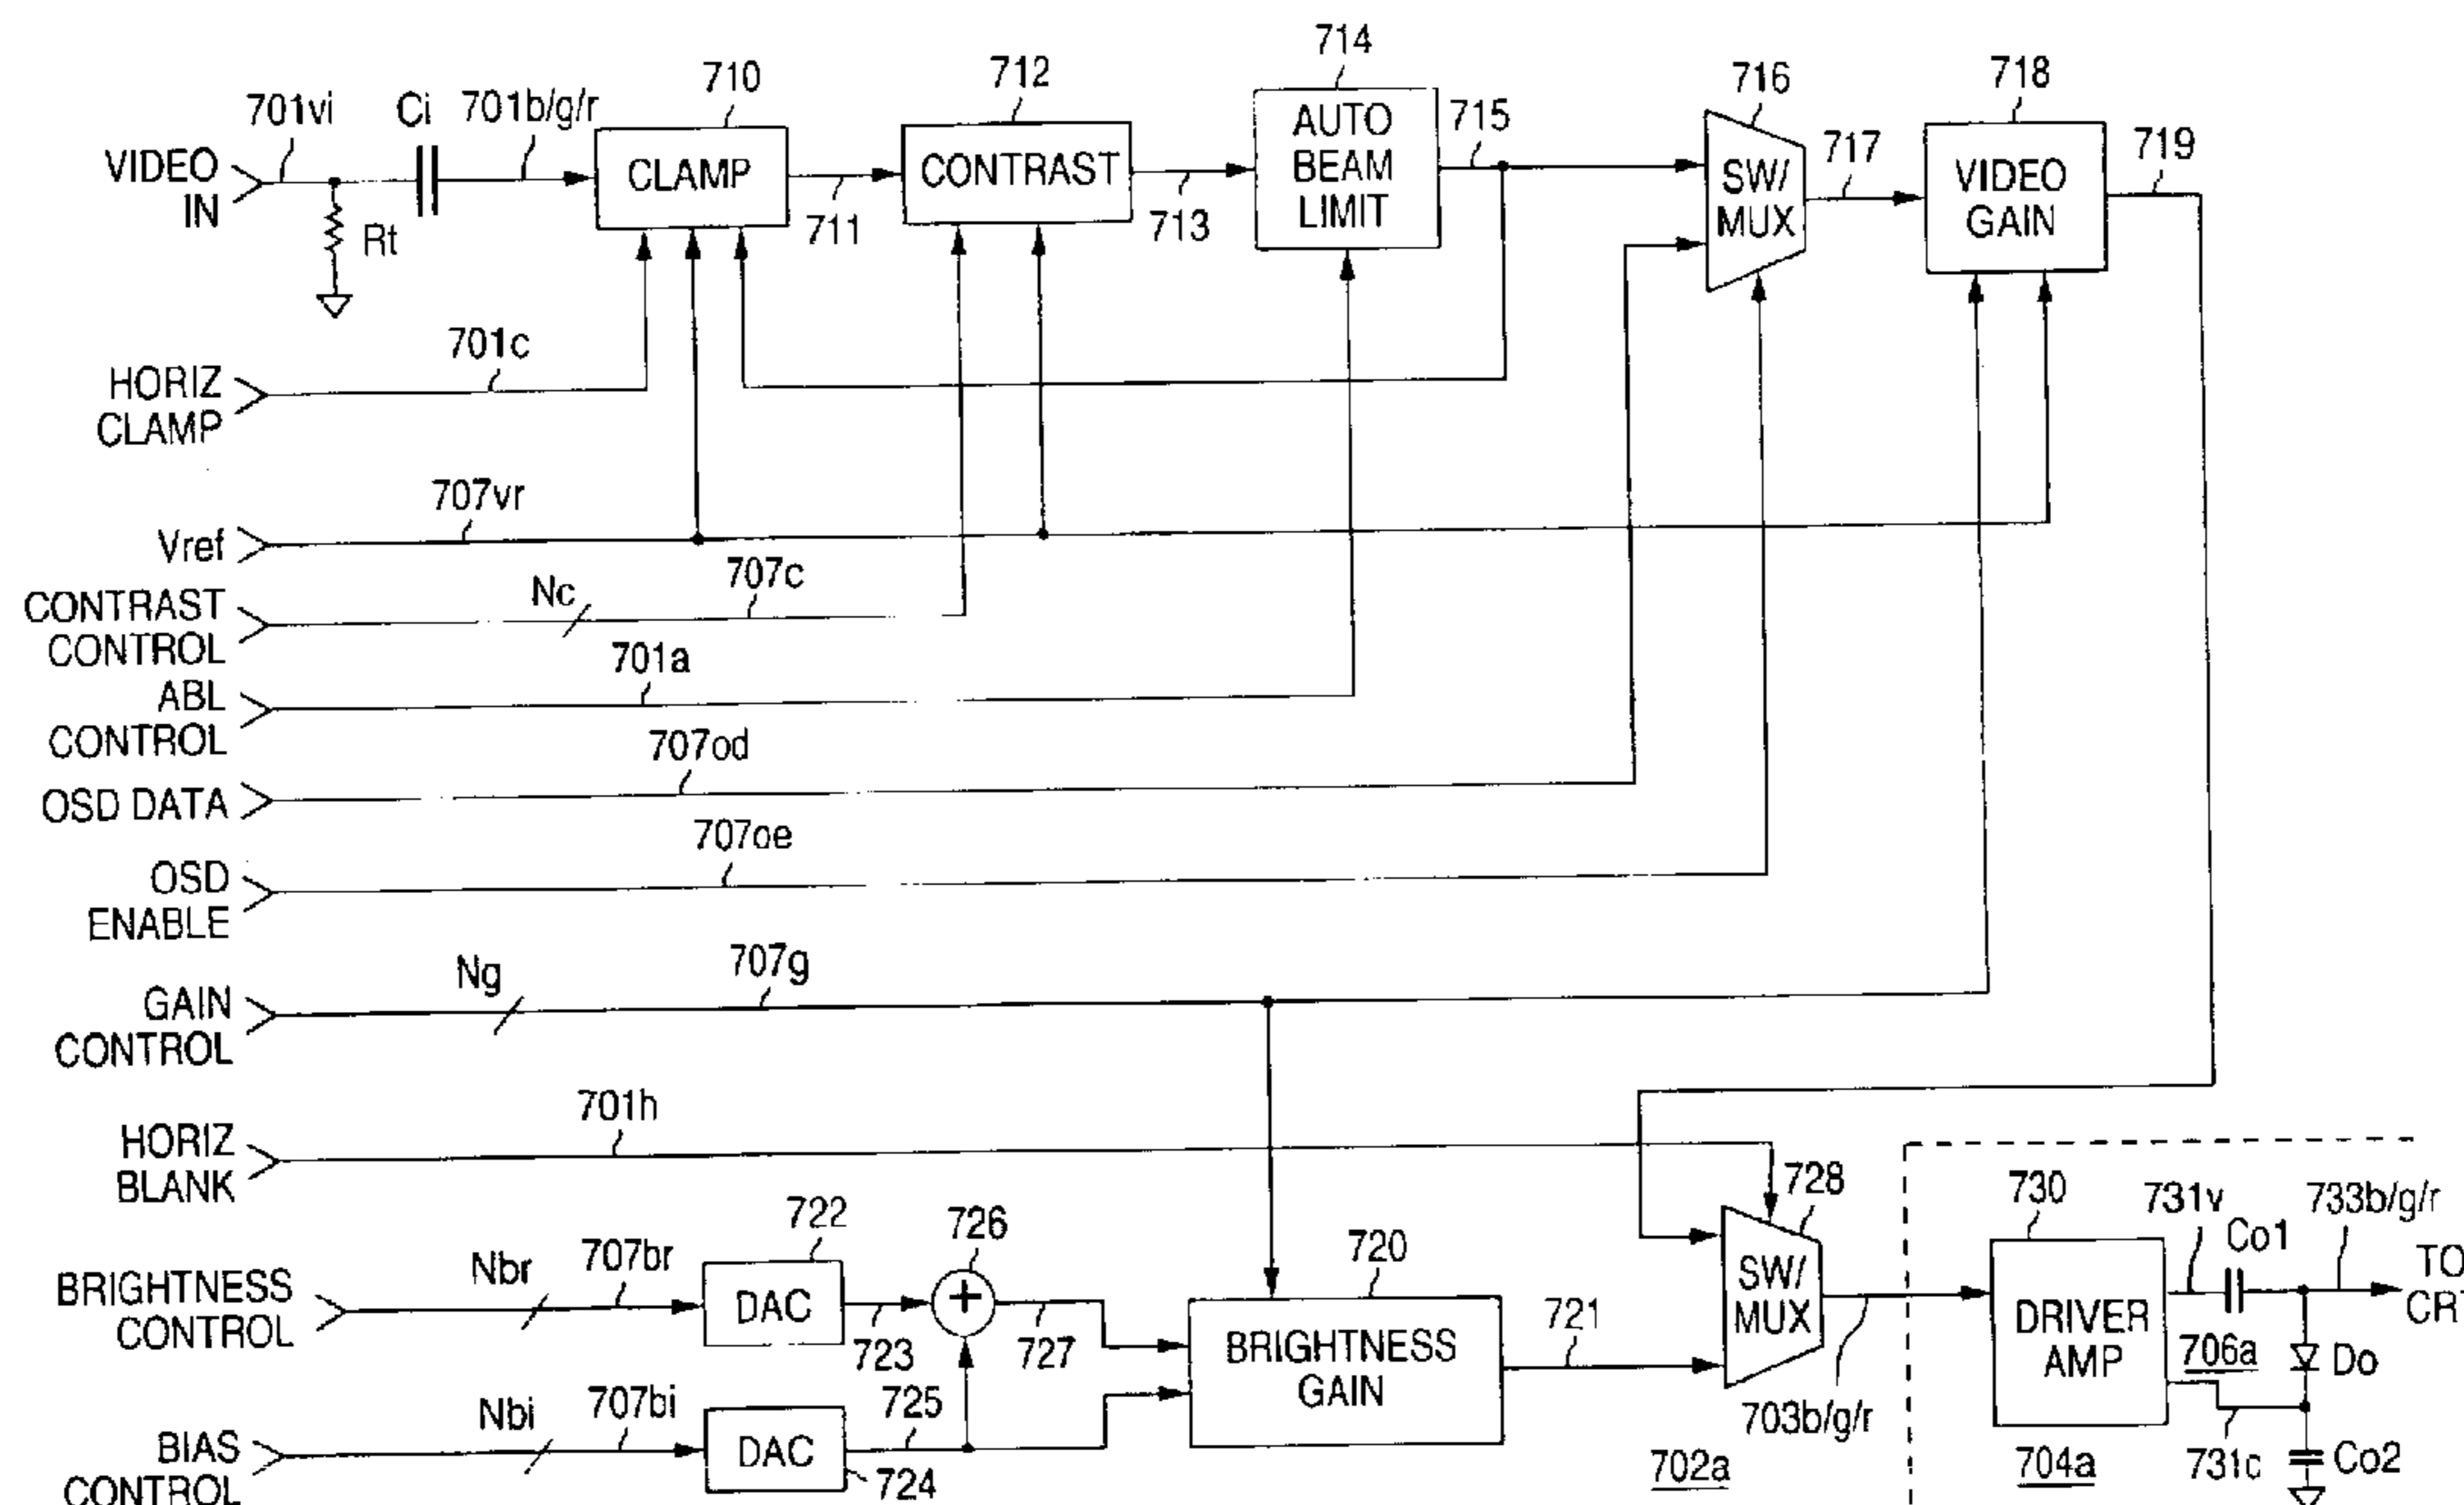 714
710
712
716
718
701vi
Ci
701b/g/r
VIDEO
IN
Rt
CLAMP
711
CONTRAST
713
AUTO
BEAM
LIMIT
715
SW/
MUX
717
VIDEO
GAIN
719
701c
HORIZ
CLAMP
707vr
Vref
CONTRAST
CONTROL
Nc
707c
701a
ABL
CONTROL
707od
OSD DATA
707oe
OSD
ENABLE
Ng
707g
GAIN
CONTROL
701h
HORIZ
BLANK
722
726
720
728
730
731v
Co1
733b/g/r
BRIGHTNESS
CONTROL
Nbr
707br
DAC
723
+
727
BRIGHTNESS
GAIN
721
SW/
MUX
703b/g/r
DRIVER
AMP
706a
Do
TO
BIAS
CONTROL
Nbi
707bi
DAC
724
725
702a
704a
731c
Co2